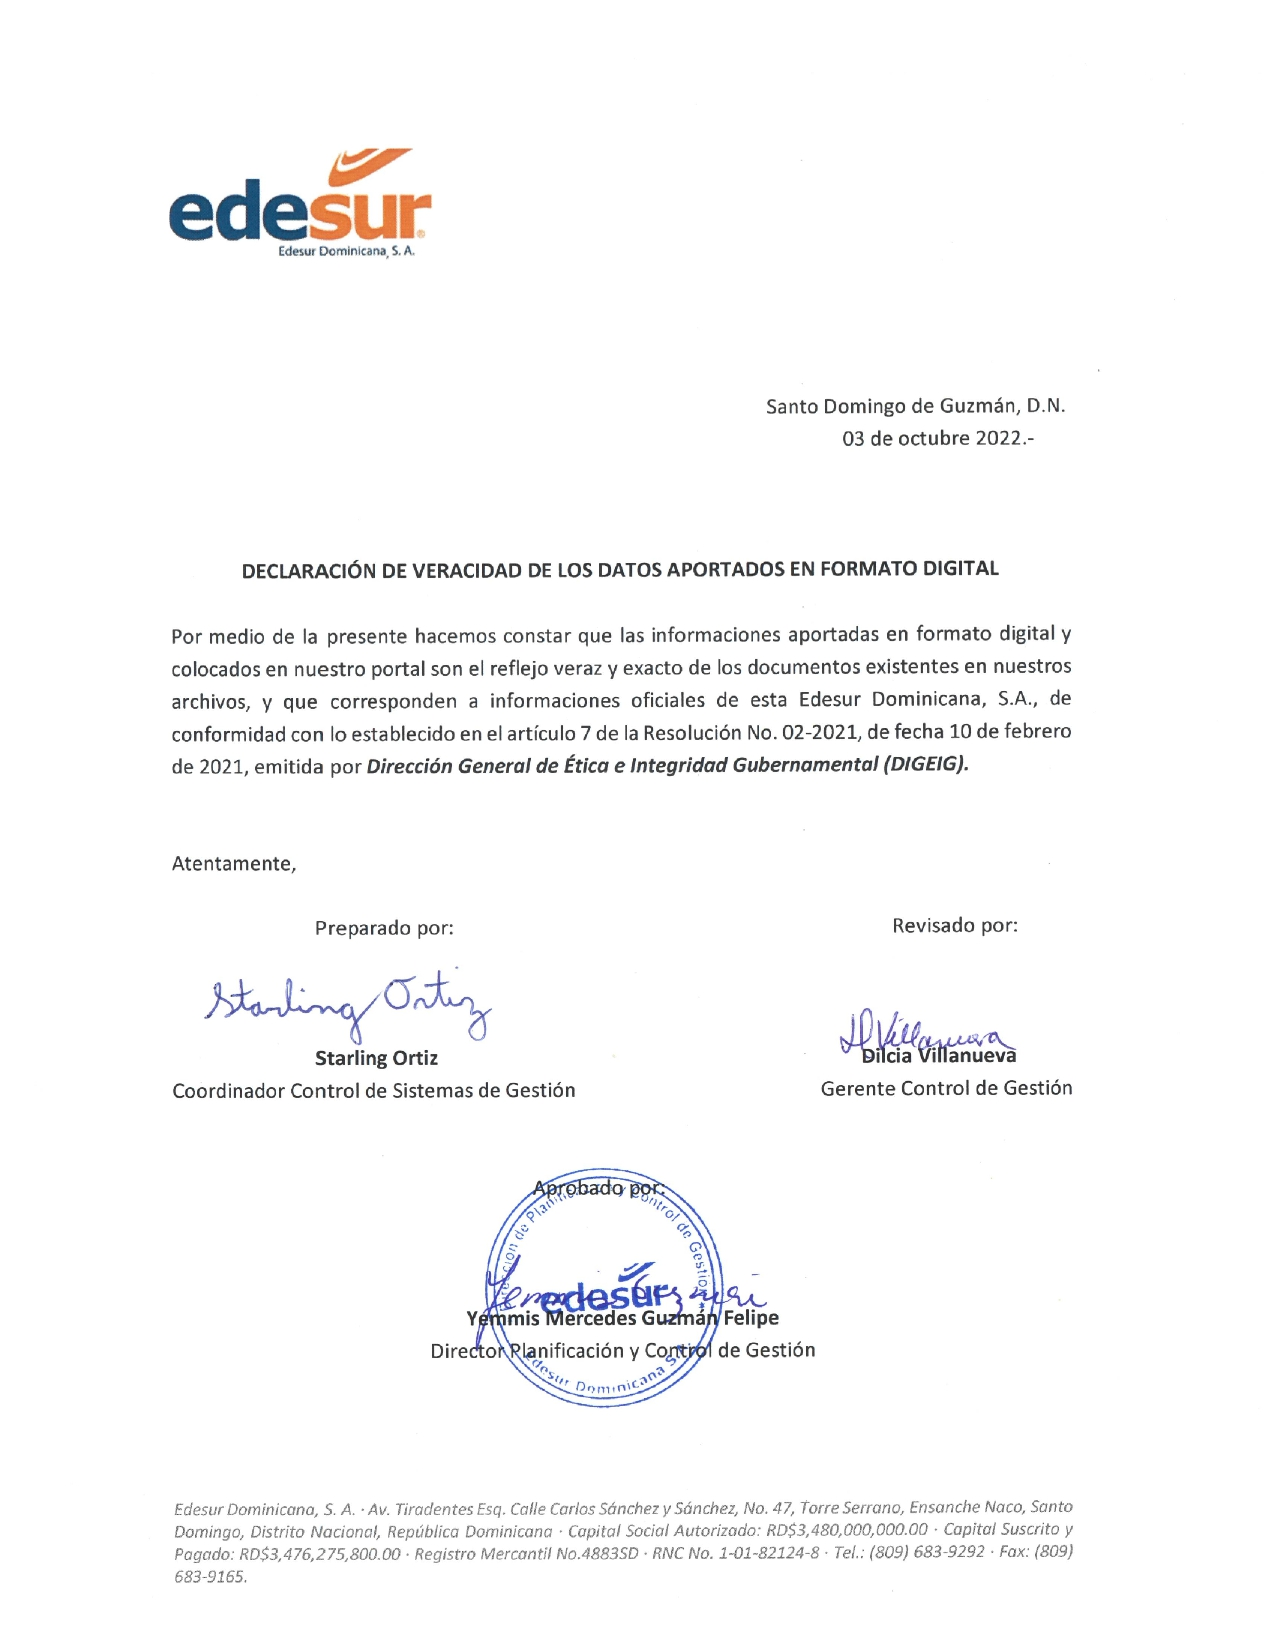 edesur®
Edesur Dominicana, S. A.
Santo Domingo de Guzmán, D.N.
03 de octubre 2022.-
DECLARACIÓN DE VERACIDAD DE LOS DATOS APORTADOS EN FORMATO DIGITAL
Por medio de la presente hacemos constar que las informaciones aportadas en formato digital y
colocados en nuestro portal son el reflejo veraz y exacto de los documentos existentes en nuestros
archivos, y que corresponden a informaciones oficiales de esta Edesur Dominicana, S.A., de
conformidad con lo establecido en el artículo 7 de la Resolución No. 02-2021, de fecha 10 de febrero
de 2021, emitida por Dirección General de Ética e Integridad Gubernamental (DIGEIG).
Atentamente,
Preparado por:
Revisado por:
Starling Ortiz
DVillanueva
Starling Ortiz
Dilcia Villanueva
Coordinador Control de Sistemas de Gestión
Gerente Control de Gestión
Aprobado por:
Dirección de Planificación y Control de Gestión
edesur
Yemmis Mercedes Guzmán Felipe
Director Planificación y Control de Gestión
Edesur Dominicana S.A.
Edesur Dominicana, S. A. · Av. Tiradentes Esq. Calle Carlos Sánchez y Sánchez, No. 47, Torre Serrano, Ensanche Naco, Santo
Domingo, Distrito Nacional, República Dominicana · Capital Social Autorizado: RD$3,480,000,000.00 · Capital Suscrito y
Pagado: RD$3,476,275,800.00 · Registro Mercantil No.4883SD · RNC No. 1-01-82124-8 · Tel.: (809) 683-9292 · Fax: (809)
683-9165.